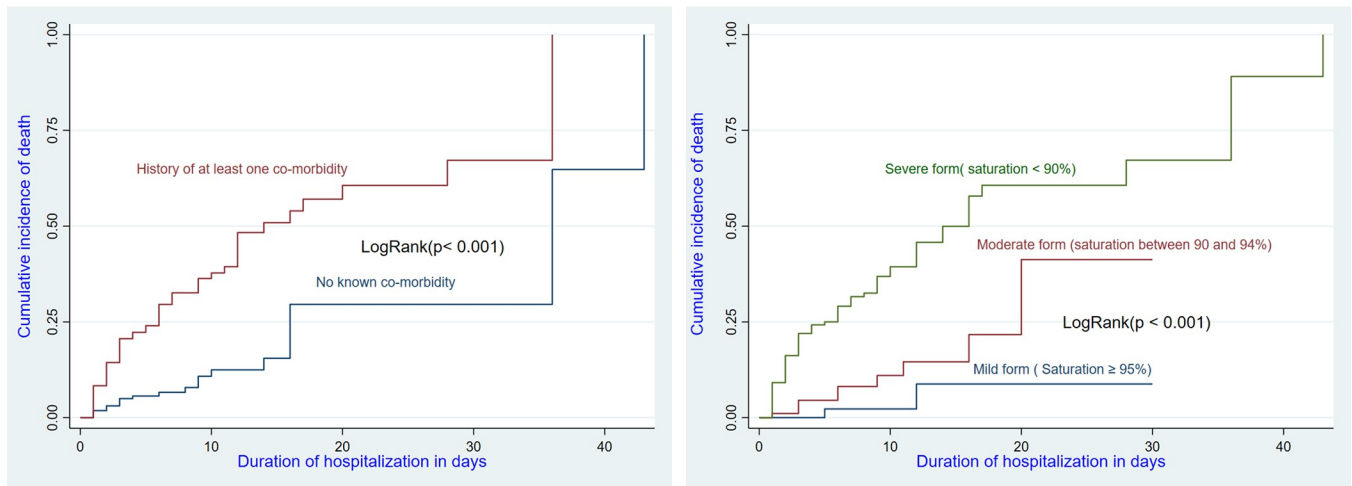 Cumulative incidence of death
1.00
0.75
0.50
0.25
0.00
History of at least one co-morbidity
LogRank(p< 0.001)
No known co-morbidity
0 10 20 30 40
Duration of hospitalization in days
Cumulative incidence of death
1.00
0.75
0.50
0.25
0.00
Severe form( saturation < 90%)
Moderate form (saturation between 90 and 94%)
LogRank(p < 0.001)
Mild form ( Saturation ≥ 95%)
0 10 20 30 40
Duration of hospitalization in days